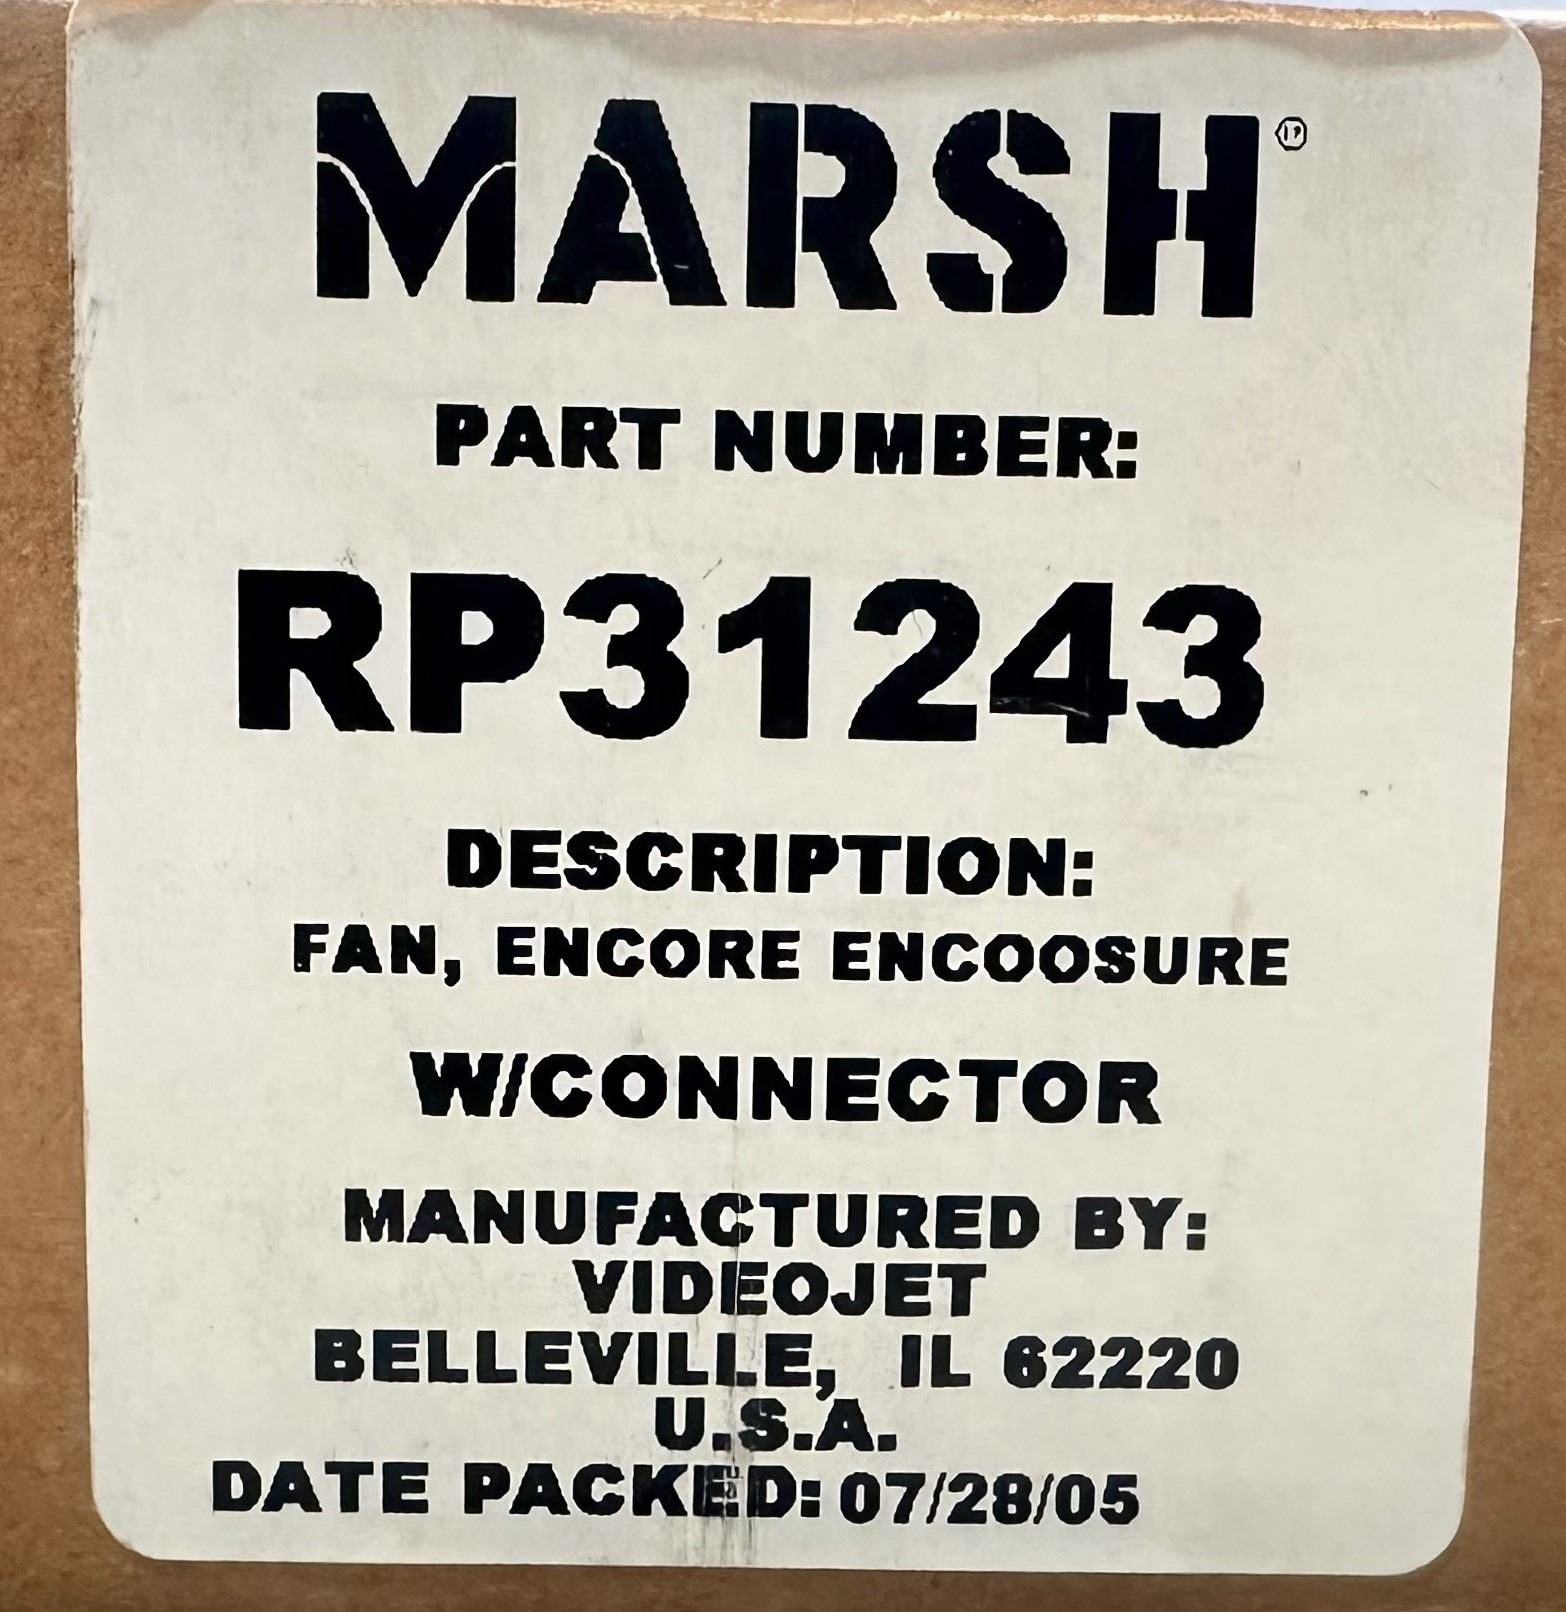 MARSH®
PART NUMBER:
RP31243
DESCRIPTION:
FAN, ENCORE ENCOOSURE
W/CONNECTOR
MANUFACTURED BY:
VIDEOJET
BELLEVILLE, IL 62220
U.S.A.
DATE PACKED: 07/28/05